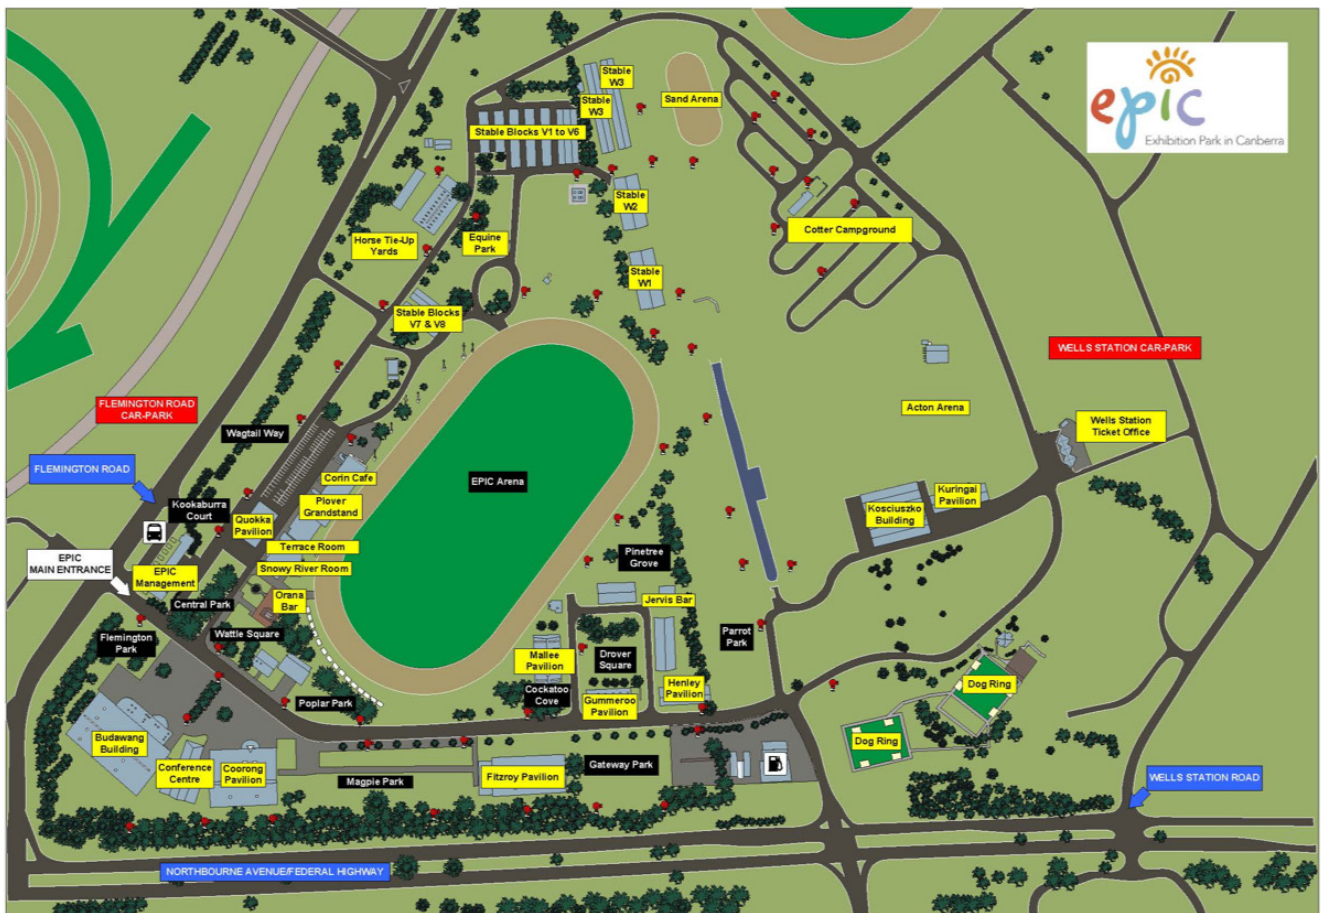 epic
Exhibition Park in Canberra
Stable
W3
Stable
W3
Sand Arena
Stable Blocks V1 to V6
Stable
W2
Horse Tie-Up
Yards
Equine
Park
Cotter Campground
Stable
W1
Stable Blocks
V7 & V8
WELLS STATION CAR-PARK
FLEMINGTON ROAD
CAR-PARK
Acton Arena
Wells Station
Ticket Office
Wagtail Way
FLEMINGTON ROAD
Corin Cafe
EPIC Arena
Kuringai
Pavilion
Kookaburra
Court
Plover
Grandstand
Kosciuszko
Building
Quokka
Pavilion
Terrace Room
EPIC
MAIN ENTRANCE
Pinetree
Grove
Snowy River Room
EPIC
Management
Orana
Bar
Jervis Bar
Central Park
Flemington
Park
Wattle Square
Parrot
Park
Mallee
Pavilion
Drover
Square
Henley
Pavilion
Dog Ring
Cockatoo
Cove
Gummeroo
Pavilion
Poplar Park
Budawang
Building
Dog Ring
Conference
Centre
Coorong
Pavilion
Magpie Park
Fitzroy Pavilion
Gateway Park
WELLS STATION ROAD
NORTHBOURNE AVENUE/FEDERAL HIGHWAY